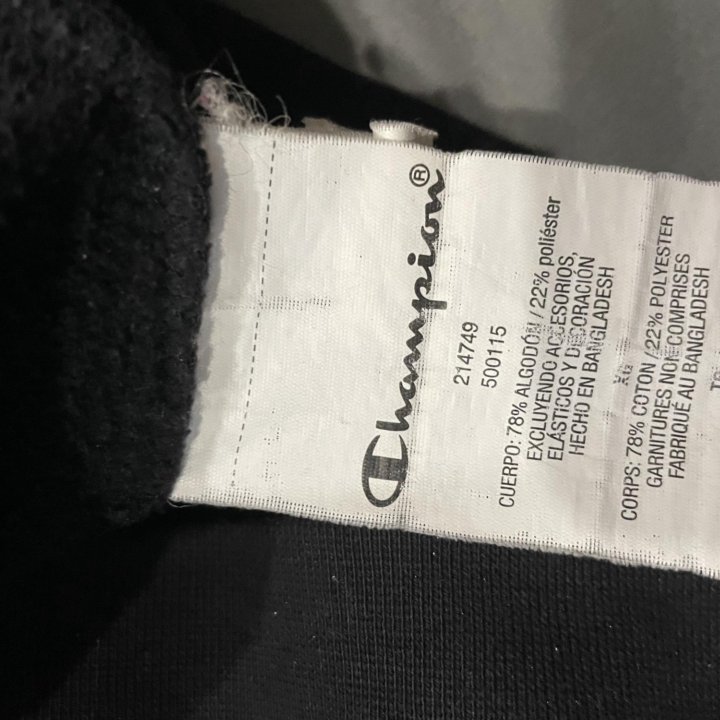 Champion®
214749
500115
CUERPO: 78% ALGODÓN / 22% poliéster
EXCLUYENDO ACCESORIOS,
ELÁSTICOS Y DECORACIÓN
HECHO EN BANGLADESH
CORPS: 78% COTON / 22% POLYESTER
GARNITURES NON COMPRISES
FABRIQUÉ AU BANGLADESH